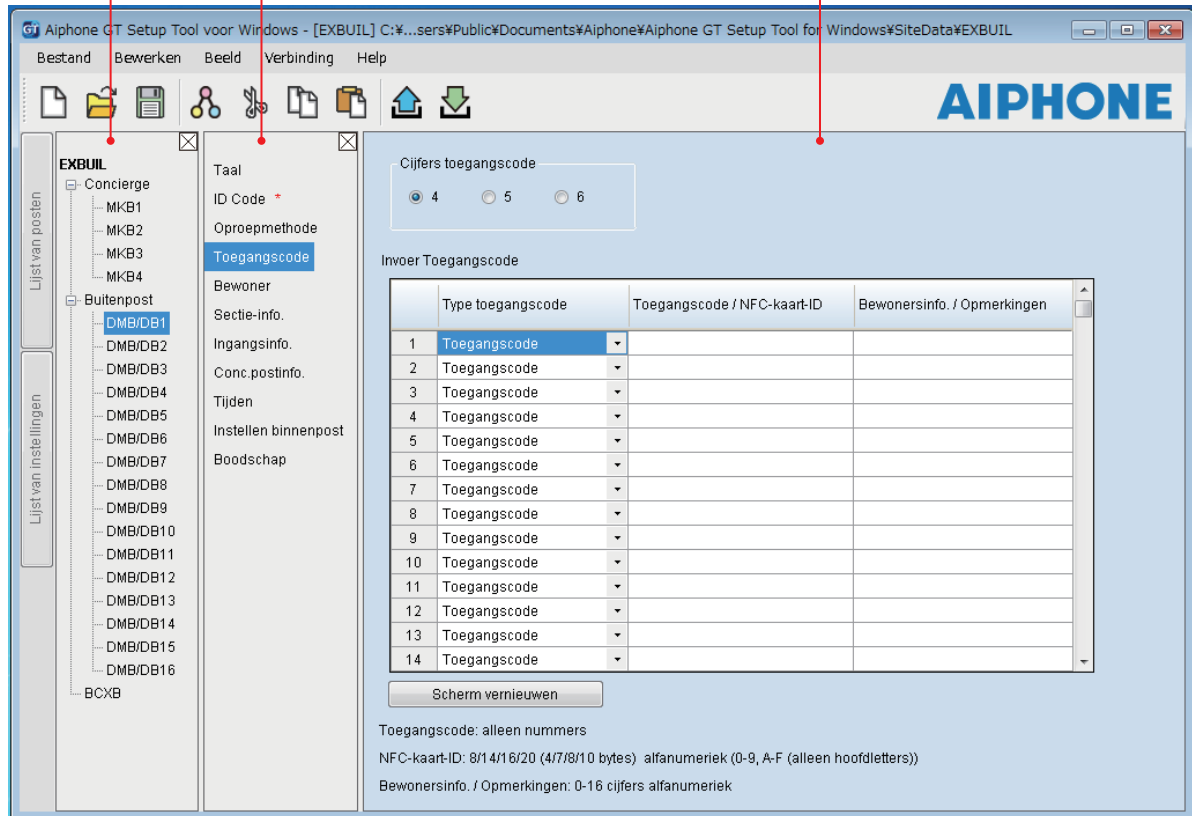 Aiphone GT Setup Tool voor Windows - [EXBUIL] C:¥...sers¥Public¥Documents¥Aiphone¥Aiphone GT Setup Tool for Windows¥SiteData¥EXBUIL
Bestand Bewerken Beeld Verbinding Help
AIPHONE
Lijst van posten
Lijst van instellingen
EXBUIL
Concierge
MKB1
MKB2
MKB3
MKB4
Buitenpost
DMB/DB1
DMB/DB2
DMB/DB3
DMB/DB4
DMB/DB5
DMB/DB6
DMB/DB7
DMB/DB8
DMB/DB9
DMB/DB10
DMB/DB11
DMB/DB12
DMB/DB13
DMB/DB14
DMB/DB15
DMB/DB16
BCXB
Taal
ID Code *
Oproepmethode
Toegangscode
Bewoner
Sectie-info.
Ingangsinfo.
Conc.postinfo.
Tijden
Instellen binnenpost
Boodschap
Cijfers toegangscode
4 5 6
Invoer Toegangscode
Type toegangscode Toegangscode / NFC-kaart-ID Bewonersinfo. / Opmerkingen
1 Toegangscode
2 Toegangscode
3 Toegangscode
4 Toegangscode
5 Toegangscode
6 Toegangscode
7 Toegangscode
8 Toegangscode
9 Toegangscode
10 Toegangscode
11 Toegangscode
12 Toegangscode
13 Toegangscode
14 Toegangscode
Scherm vernieuwen
Toegangscode: alleen nummers
NFC-kaart-ID: 8/14/16/20 (4/7/8/10 bytes) alfanumeriek (0-9, A-F (alleen hoofdletters))
Bewonersinfo. / Opmerkingen: 0-16 cijfers alfanumeriek